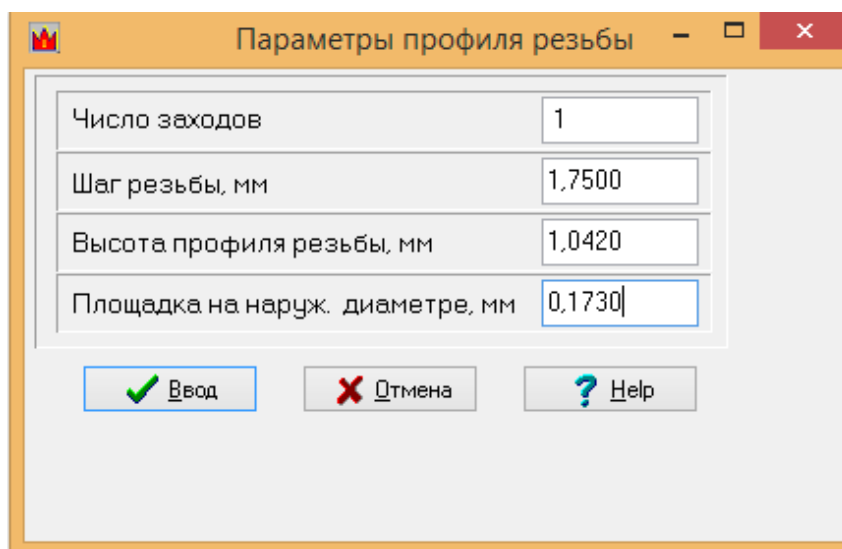 Параметры профиля резьбы
Число заходов 1
Шаг резьбы, мм 1,7500
Высота профиля резьбы, мм 1,0420
Площадка на наруж. диаметре, мм 0,1730
Ввод Отмена Help